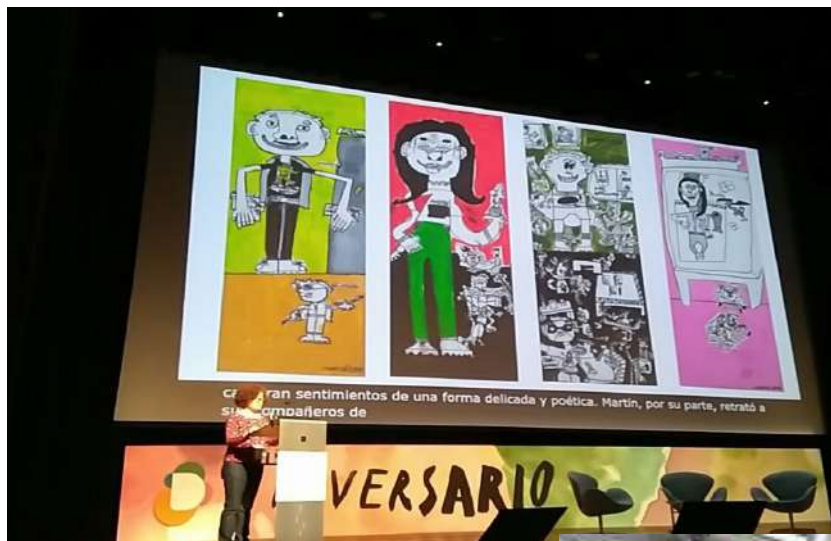 ran sentimientos de una forma delicada y poética. Martín, por su parte, retrató a
compañeros de
VERSARIO